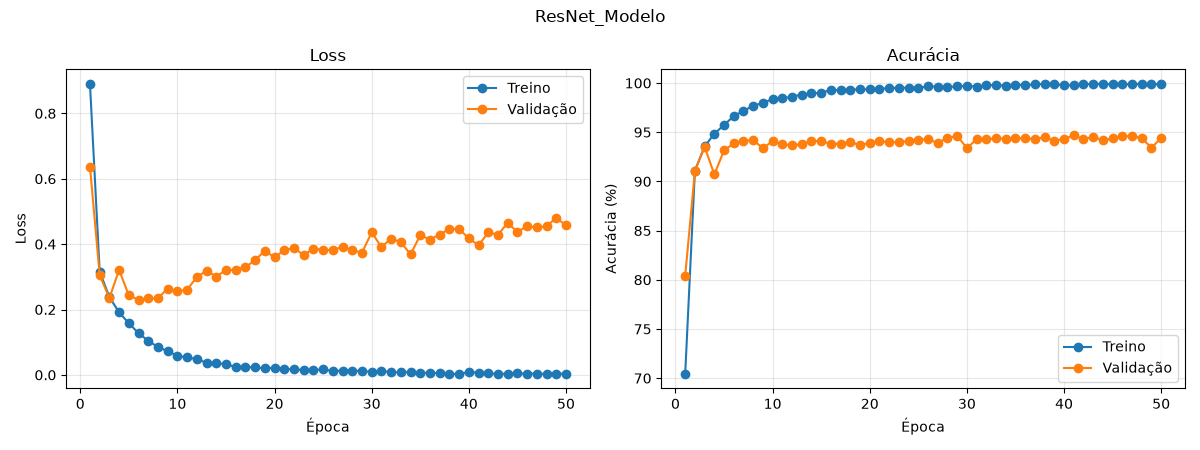 ResNet_Modelo
Loss
Treino
Validação
0.8
0.6
0.4
0.2
0.0
Loss
0 10 20 30 40 50
Época
Acurácia
100
95
90
85
80
75
70
Acurácia (%)
Treino
Validação
0 10 20 30 40 50
Época